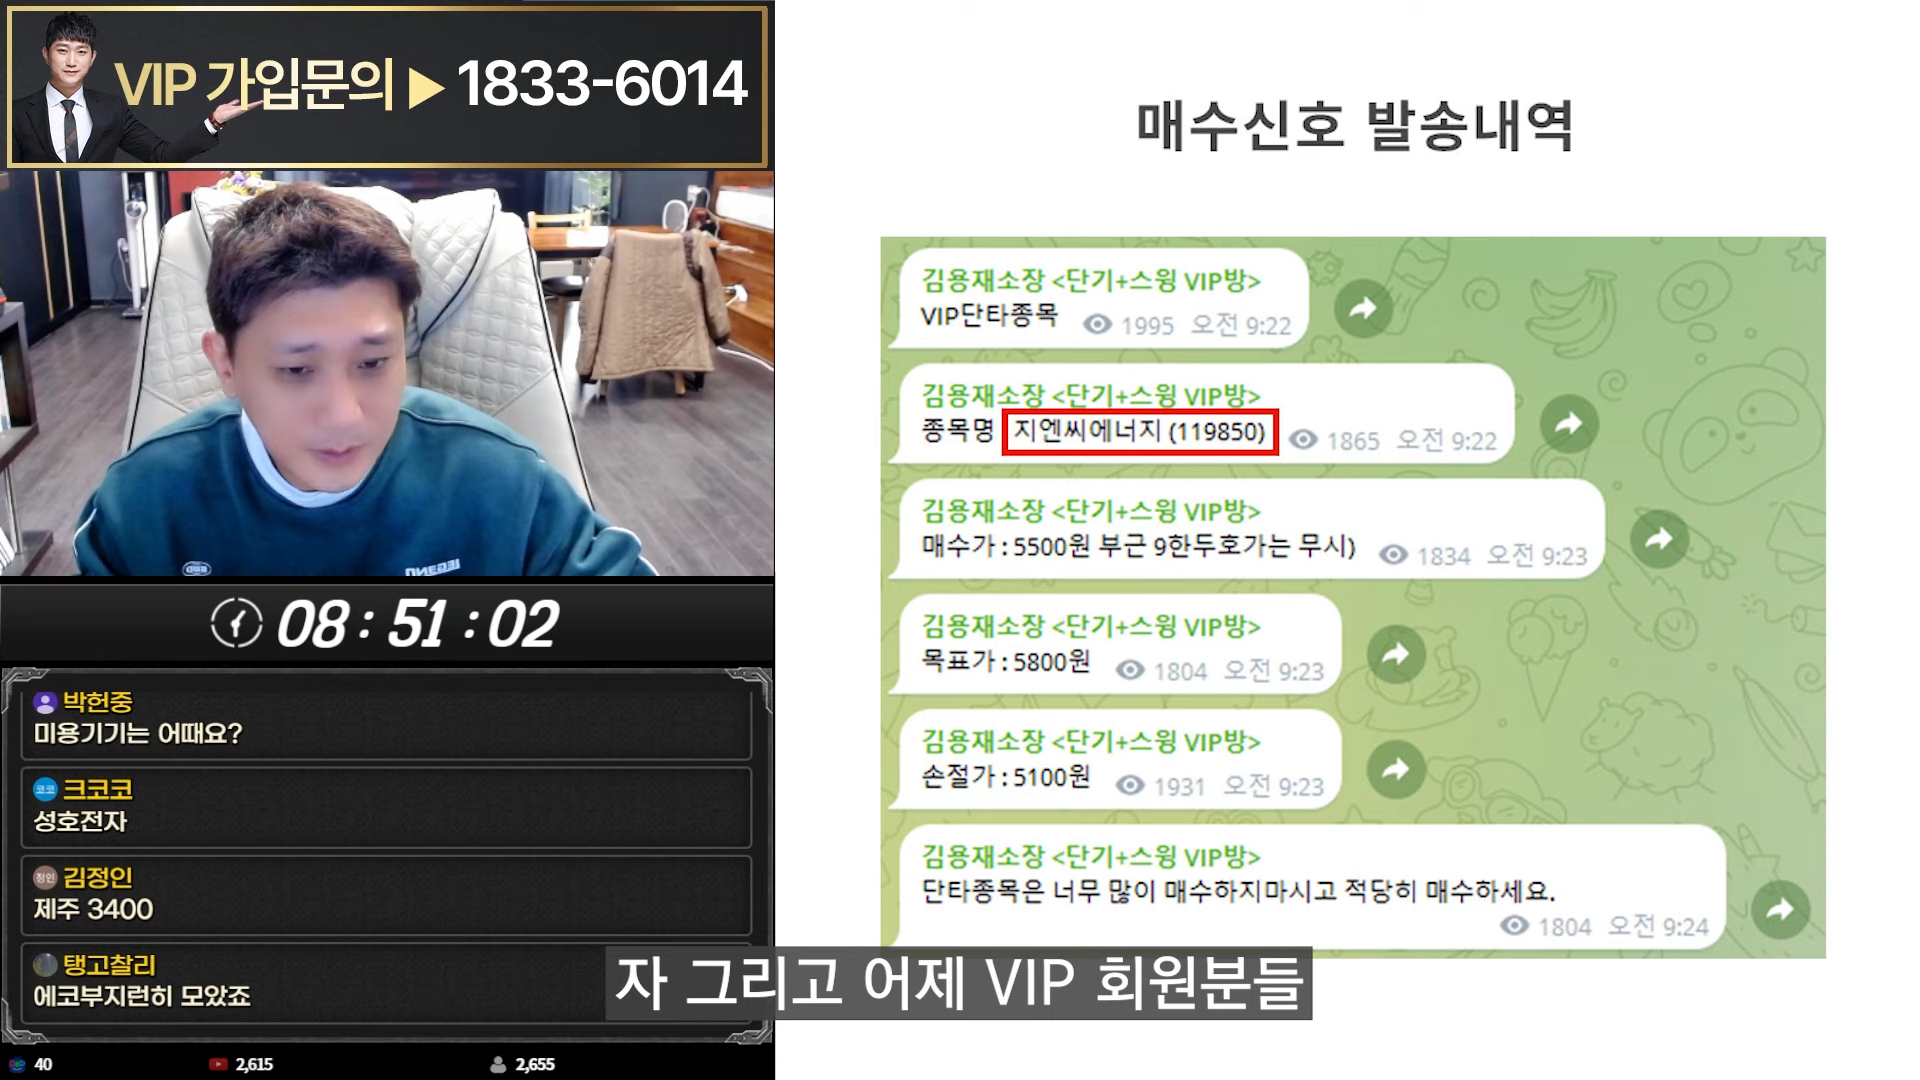 VIP 가입문의 ▶ 1833-6014
08 : 51 : 02
박헌중
미용기기는 어때요?
코코
크코코
성호전자
정인
김정인
제주 3400
탱고찰리
에코부지런히 모았죠
40
2,615
2,655
매수신호 발송내역
김용재소장 <단기+스윙 VIP방>
VIP단타종목 1995 오전 9:22
김용재소장 <단기+스윙 VIP방>
종목명 지엔씨에너지 (119850) 1865 오전 9:22
김용재소장 <단기+스윙 VIP방>
매수가 : 5500원 부근 9한두호가는 무시) 1834 오전 9:23
김용재소장 <단기+스윙 VIP방>
목표가 : 5800원 1804 오전 9:23
김용재소장 <단기+스윙 VIP방>
손절가 : 5100원 1931 오전 9:23
김용재소장 <단기+스윙 VIP방>
단타종목은 너무 많이 매수하지마시고 적당히 매수하세요.
1804 오전 9:24
자 그리고 어제 VIP 회원분들